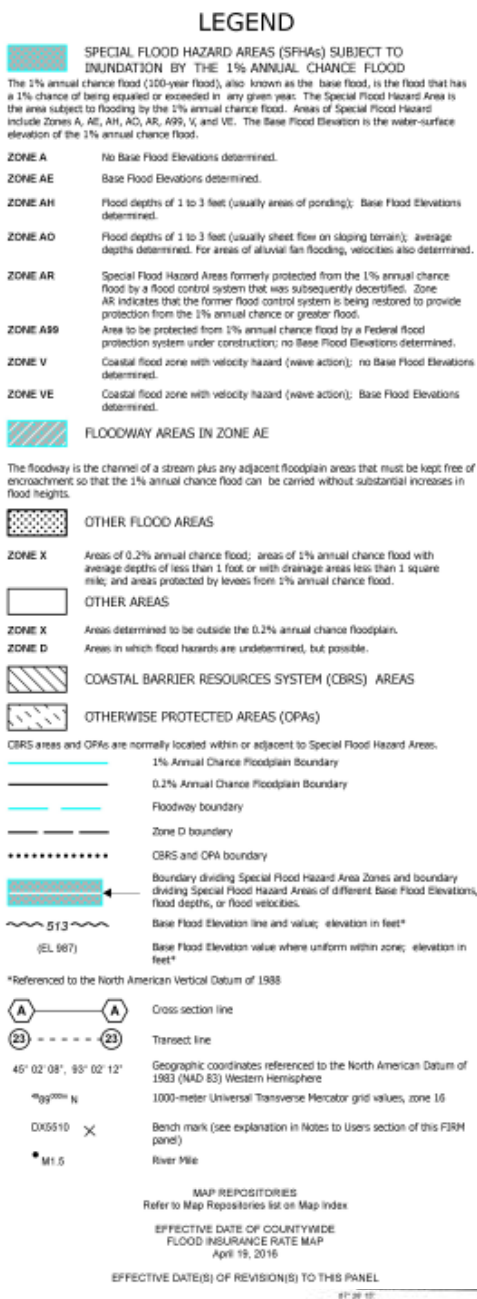 LEGEND
SPECIAL FLOOD HAZARD AREAS (SFHAs) SUBJECT TO
INUNDATION BY THE 1% ANNUAL CHANCE FLOOD
The 1% annual chance flood (100-year flood), also known as the base flood, is the flood that has
a 1% chance of being equaled or exceeded in any given year. The Special Flood Hazard Area is
the area subject to flooding by the 1% annual chance flood. Areas of Special Flood Hazard
include Zones A, AE, AH, AO, AR, A99, V, and VE. The Base Flood Elevation is the water-surface
elevation of the 1% annual chance flood.
ZONE A No Base Flood Elevations determined.
ZONE AE Base Flood Elevations determined.
ZONE AH Flood depths of 1 to 3 feet (usually areas of ponding); Base Flood Elevations
determined.
ZONE AO Flood depths of 1 to 3 feet (usually sheet flow on sloping terrain); average
depths determined. For areas of alluvial fan flooding, velocities also determined.
ZONE AR Special Flood Hazard Areas formerly protected from the 1% annual chance
flood by a flood control system that was subsequently decertified. Zone
AR indicates that the former flood control system is being restored to provide
protection from the 1% annual chance or greater flood.
ZONE A99 Area to be protected from 1% annual chance flood by a Federal flood
protection system under construction; no Base Flood Elevations determined.
ZONE V Coastal flood zone with velocity hazard (wave action); no Base Flood Elevations
determined.
ZONE VE Coastal flood zone with velocity hazard (wave action); Base Flood Elevations
determined.
FLOODWAY AREAS IN ZONE AE
The floodway is the channel of a stream plus any adjacent floodplain areas that must be kept free of
encroachment so that the 1% annual chance flood can be carried without substantial increases in
flood heights.
OTHER FLOOD AREAS
ZONE X Areas of 0.2% annual chance flood; areas of 1% annual chance flood with
average depths of less than 1 foot or with drainage areas less than 1 square
mile; and areas protected by levees from 1% annual chance flood.
OTHER AREAS
ZONE X Areas determined to be outside the 0.2% annual chance floodplain.
ZONE D Areas in which flood hazards are undetermined, but possible.
COASTAL BARRIER RESOURCES SYSTEM (CBRS) AREAS
OTHERWISE PROTECTED AREAS (OPAs)
CBRS areas and OPAs are normally located within or adjacent to Special Flood Hazard Areas.
1% Annual Chance Floodplain Boundary
0.2% Annual Chance Floodplain Boundary
Floodway boundary
Zone D boundary
CBRS and OPA boundary
Boundary dividing Special Flood Hazard Area Zones and boundary
dividing Special Flood Hazard Areas of different Base Flood Elevations,
flood depths, or flood velocities.
513 Base Flood Elevation line and value; elevation in feet*
(EL 987) Base Flood Elevation value where uniform within zone; elevation in
feet*
*Referenced to the North American Vertical Datum of 1988
A A Cross section line
23 23 Transect line
45° 02' 08", 93° 02' 12" Geographic coordinates referenced to the North American Datum of
1983 (NAD 83) Western Hemisphere
N 1000-meter Universal Transverse Mercator grid values, zone 16
DX5510 Bench mark (see explanation in Notes to Users section of this FIRM
panel)
M1.5 River Mile
MAP REPOSITORIES
Refer to Map Repositories list on Map Index
EFFECTIVE DATE OF COUNTYWIDE
FLOOD INSURANCE RATE MAP
April 19, 2016
EFFECTIVE DATE(S) OF REVISION(S) TO THIS PANEL